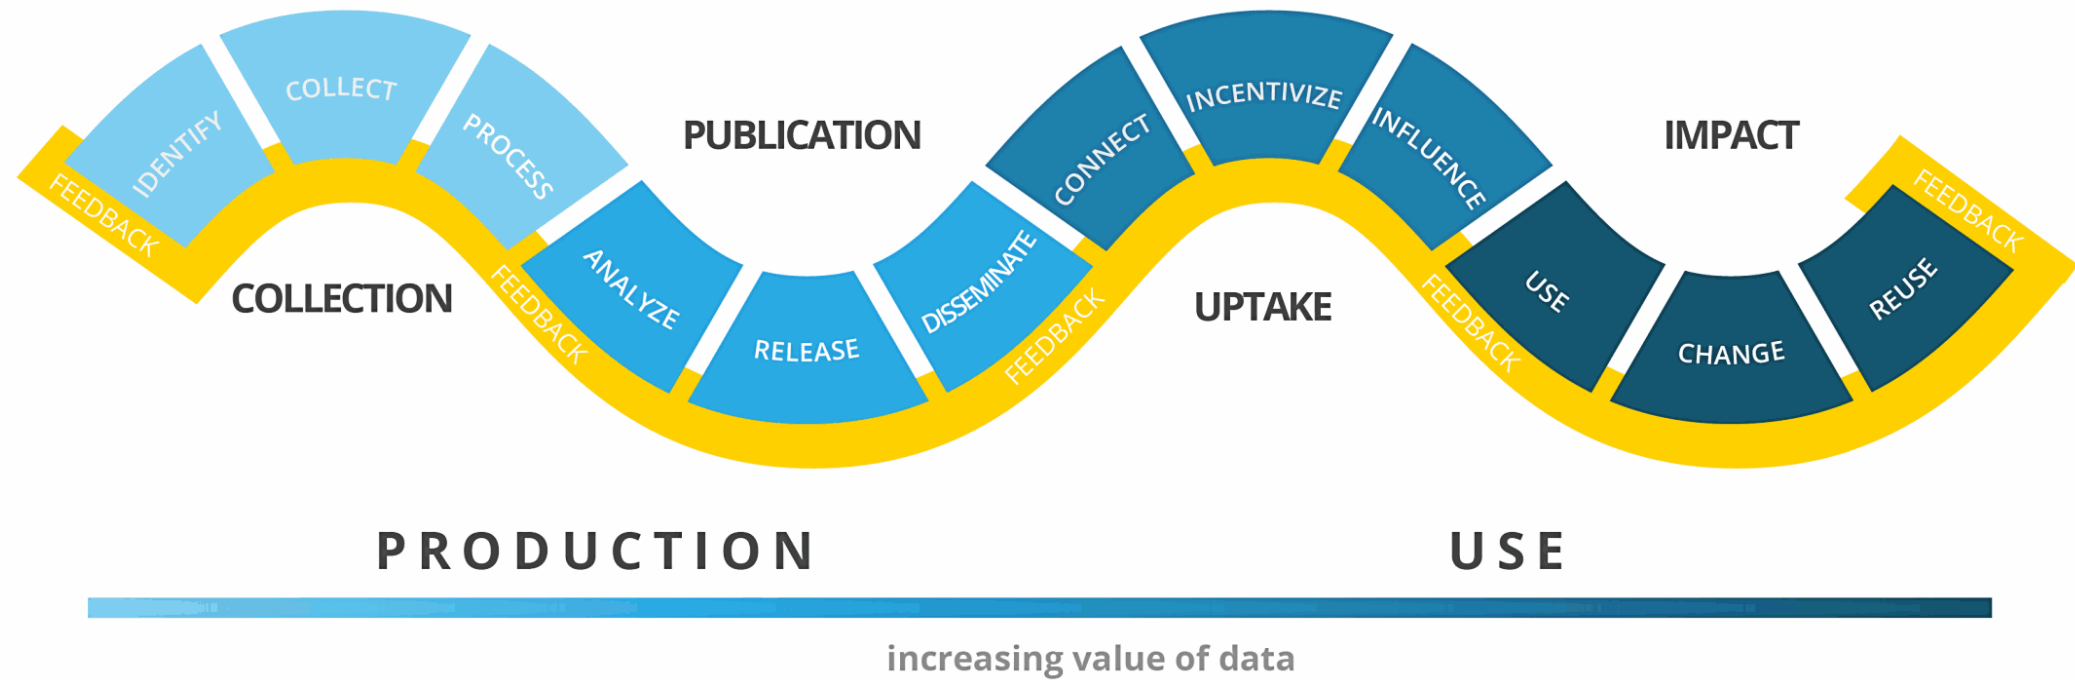 IDENTIFY
COLLECT
PROCESS
FEEDBACK
COLLECTION
PUBLICATION
FEEDBACK
ANALYZE
RELEASE
DISSEMINATE
FEEDBACK
CONNECT
INCENTIVIZE
INFLUENCE
UPTAKE
IMPACT
FEEDBACK
USE
CHANGE
REUSE
FEEDBACK
PRODUCTION
USE
increasing value of data